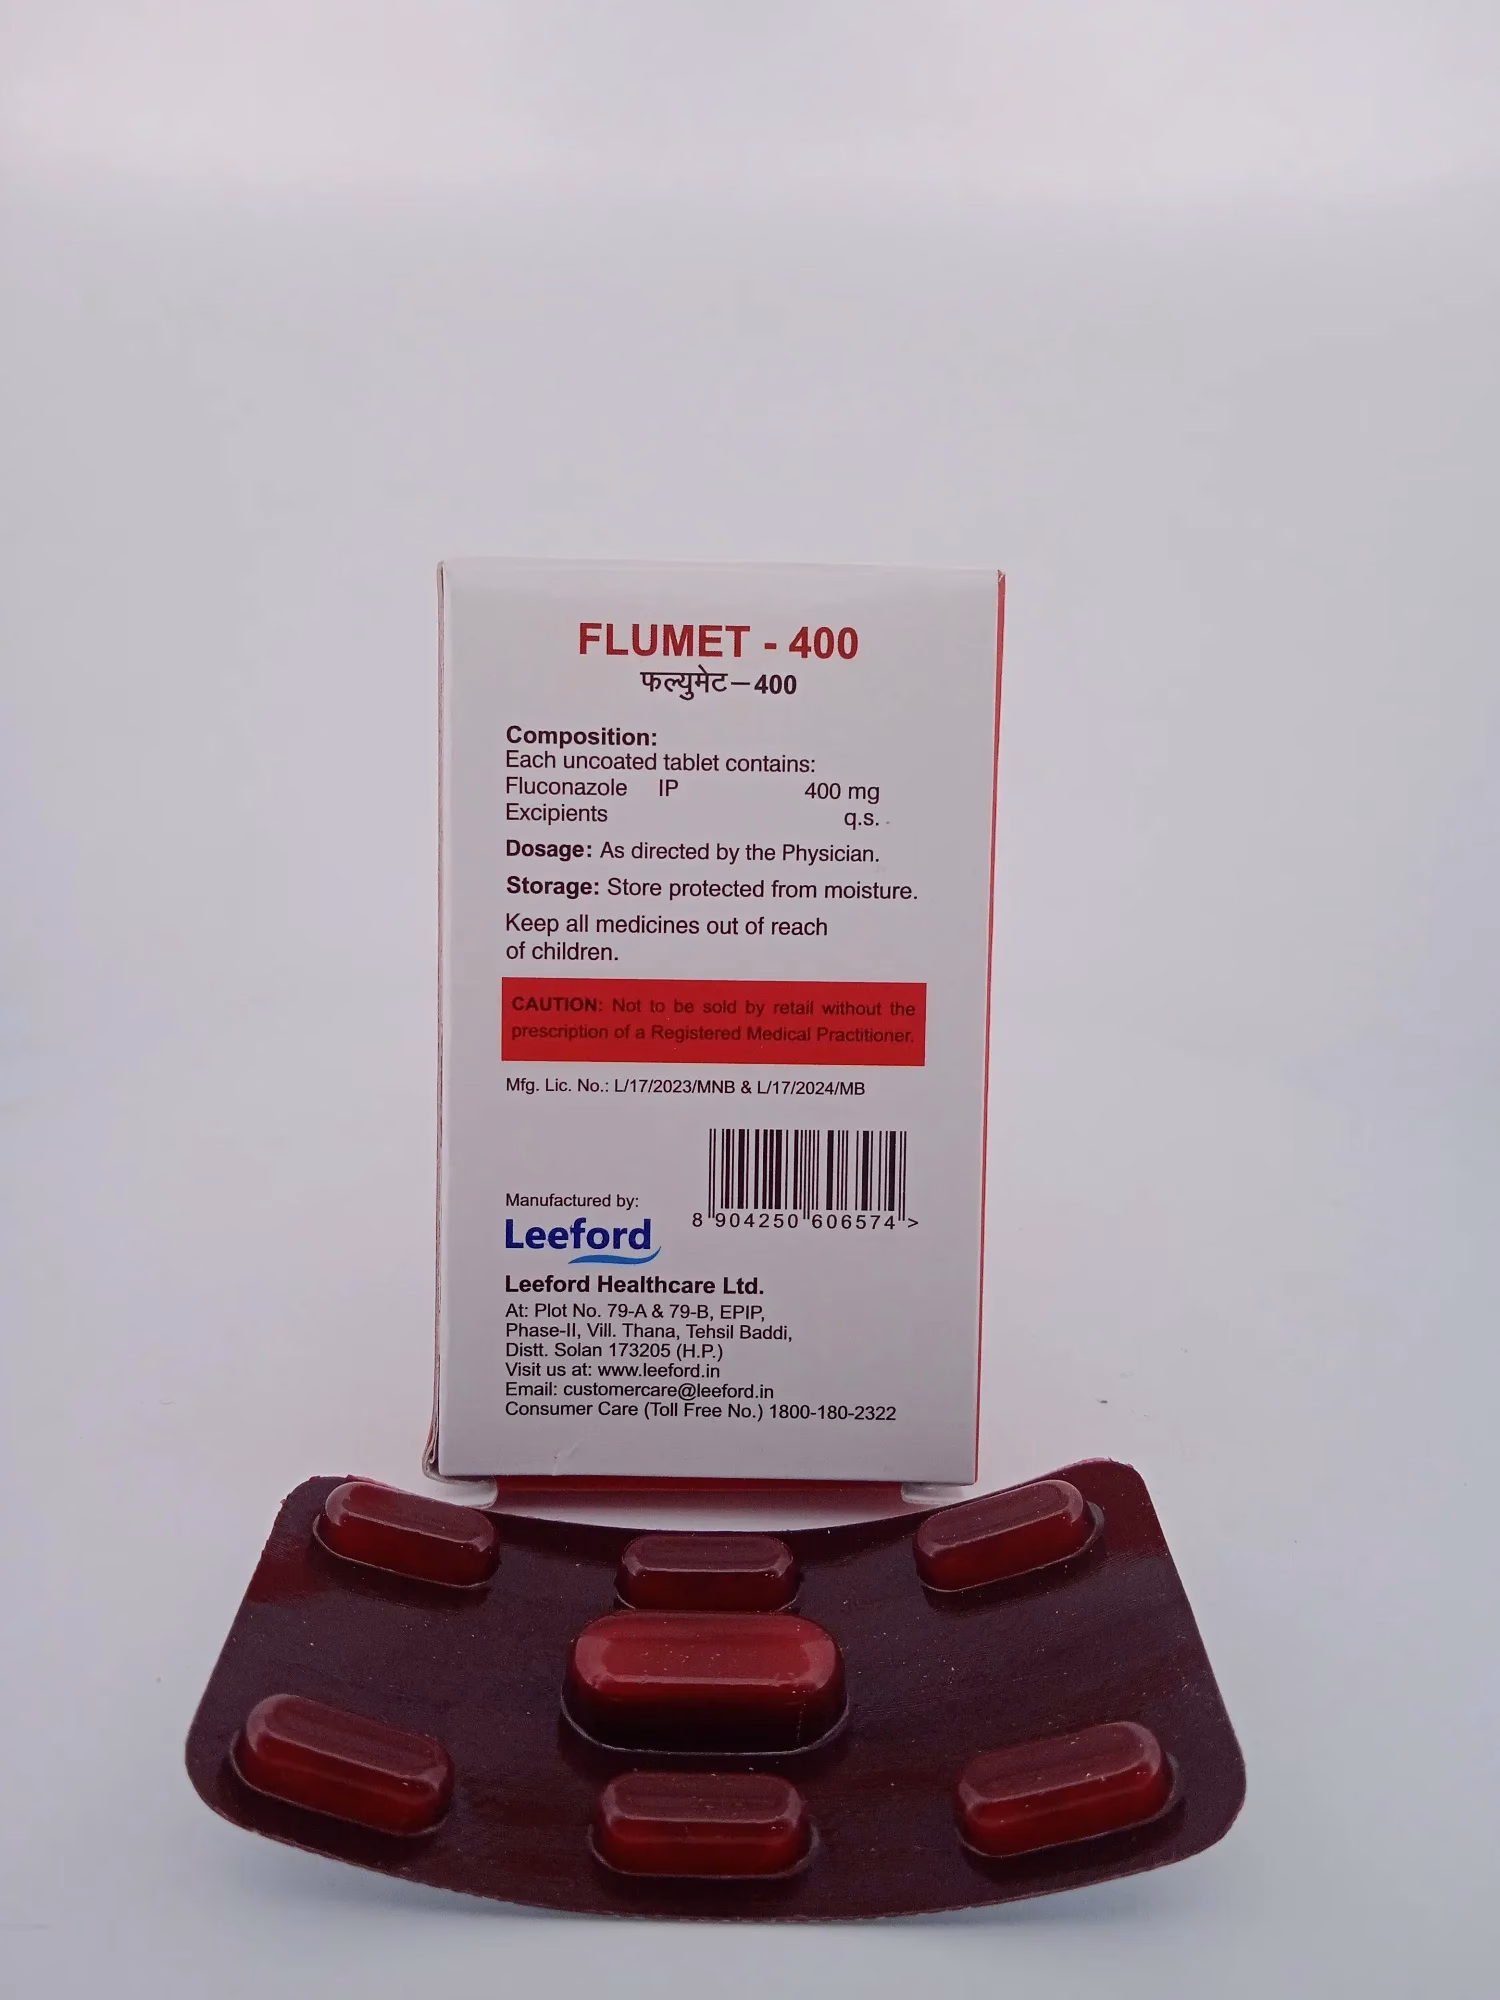 FLUMET - 400
फल्युमेट–400
Composition:
Each uncoated tablet contains:
Fluconazole IP 400 mg
Excipients q.s.
Dosage: As directed by the Physician.
Storage: Store protected from moisture.
Keep all medicines out of reach
of children.
CAUTION: Not to be sold by retail without the
prescription of a Registered Medical Practitioner.
Mfg. Lic. No.: L/17/2023/MNB & L/17/2024/MB
8 904250 606574 >
Manufactured by:
Leeford
Leeford Healthcare Ltd.
At: Plot No. 79-A & 79-B, EPIP,
Phase-II, Vill. Thana, Tehsil Baddi,
Distt. Solan 173205 (H.P.)
Visit us at: www.leeford.in
Email: customercare@leeford.in
Consumer Care (Toll Free No.) 1800-180-2322